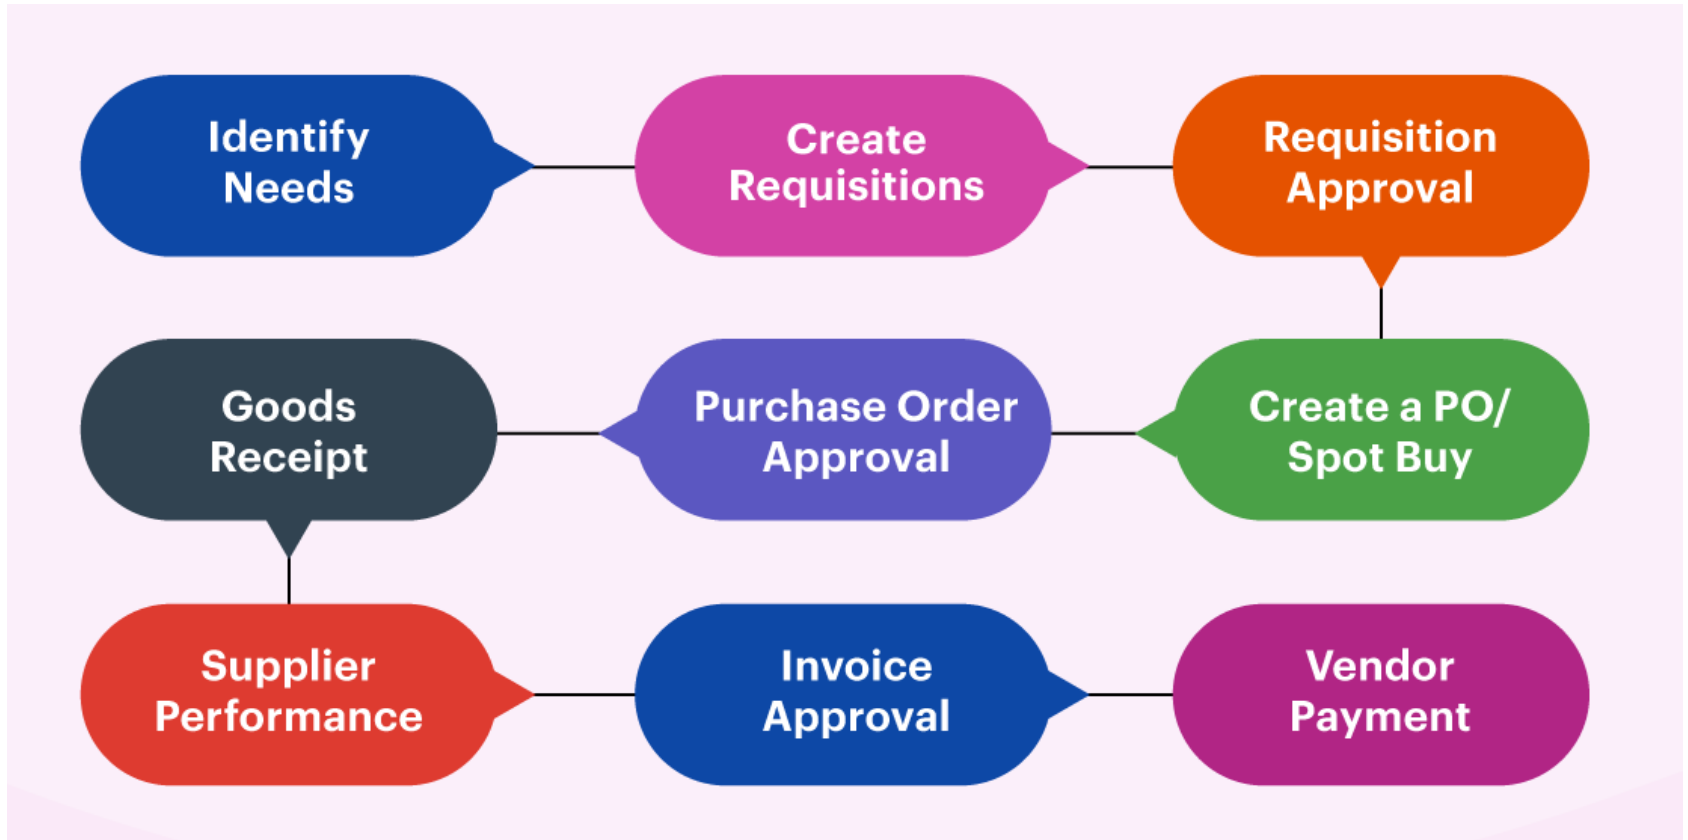 Identify
Needs
Create
Requisitions
Requisition
Approval
Create a PO/
Spot Buy
Purchase Order
Approval
Goods
Receipt
Supplier
Performance
Invoice
Approval
Vendor
Payment